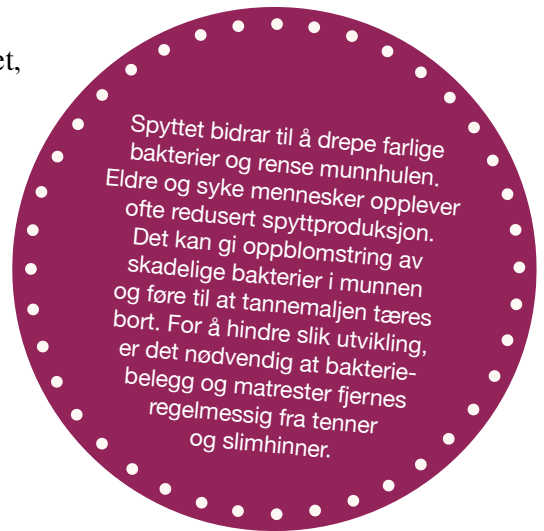 et,
Spyttet bidrar til å drepe farlige
bakterier og rense munnhulen.
Eldre og syke mennesker opplever
ofte redusert spyttproduksjon.
Det kan gi oppblomstring av
skadelige bakterier i munnen
og føre til at tannemaljen tæres
bort. For å hindre slik utvikling,
er det nødvendig at bakterie-
belegg og matrester fjernes
regelmessig fra tenner
og slimhinner.